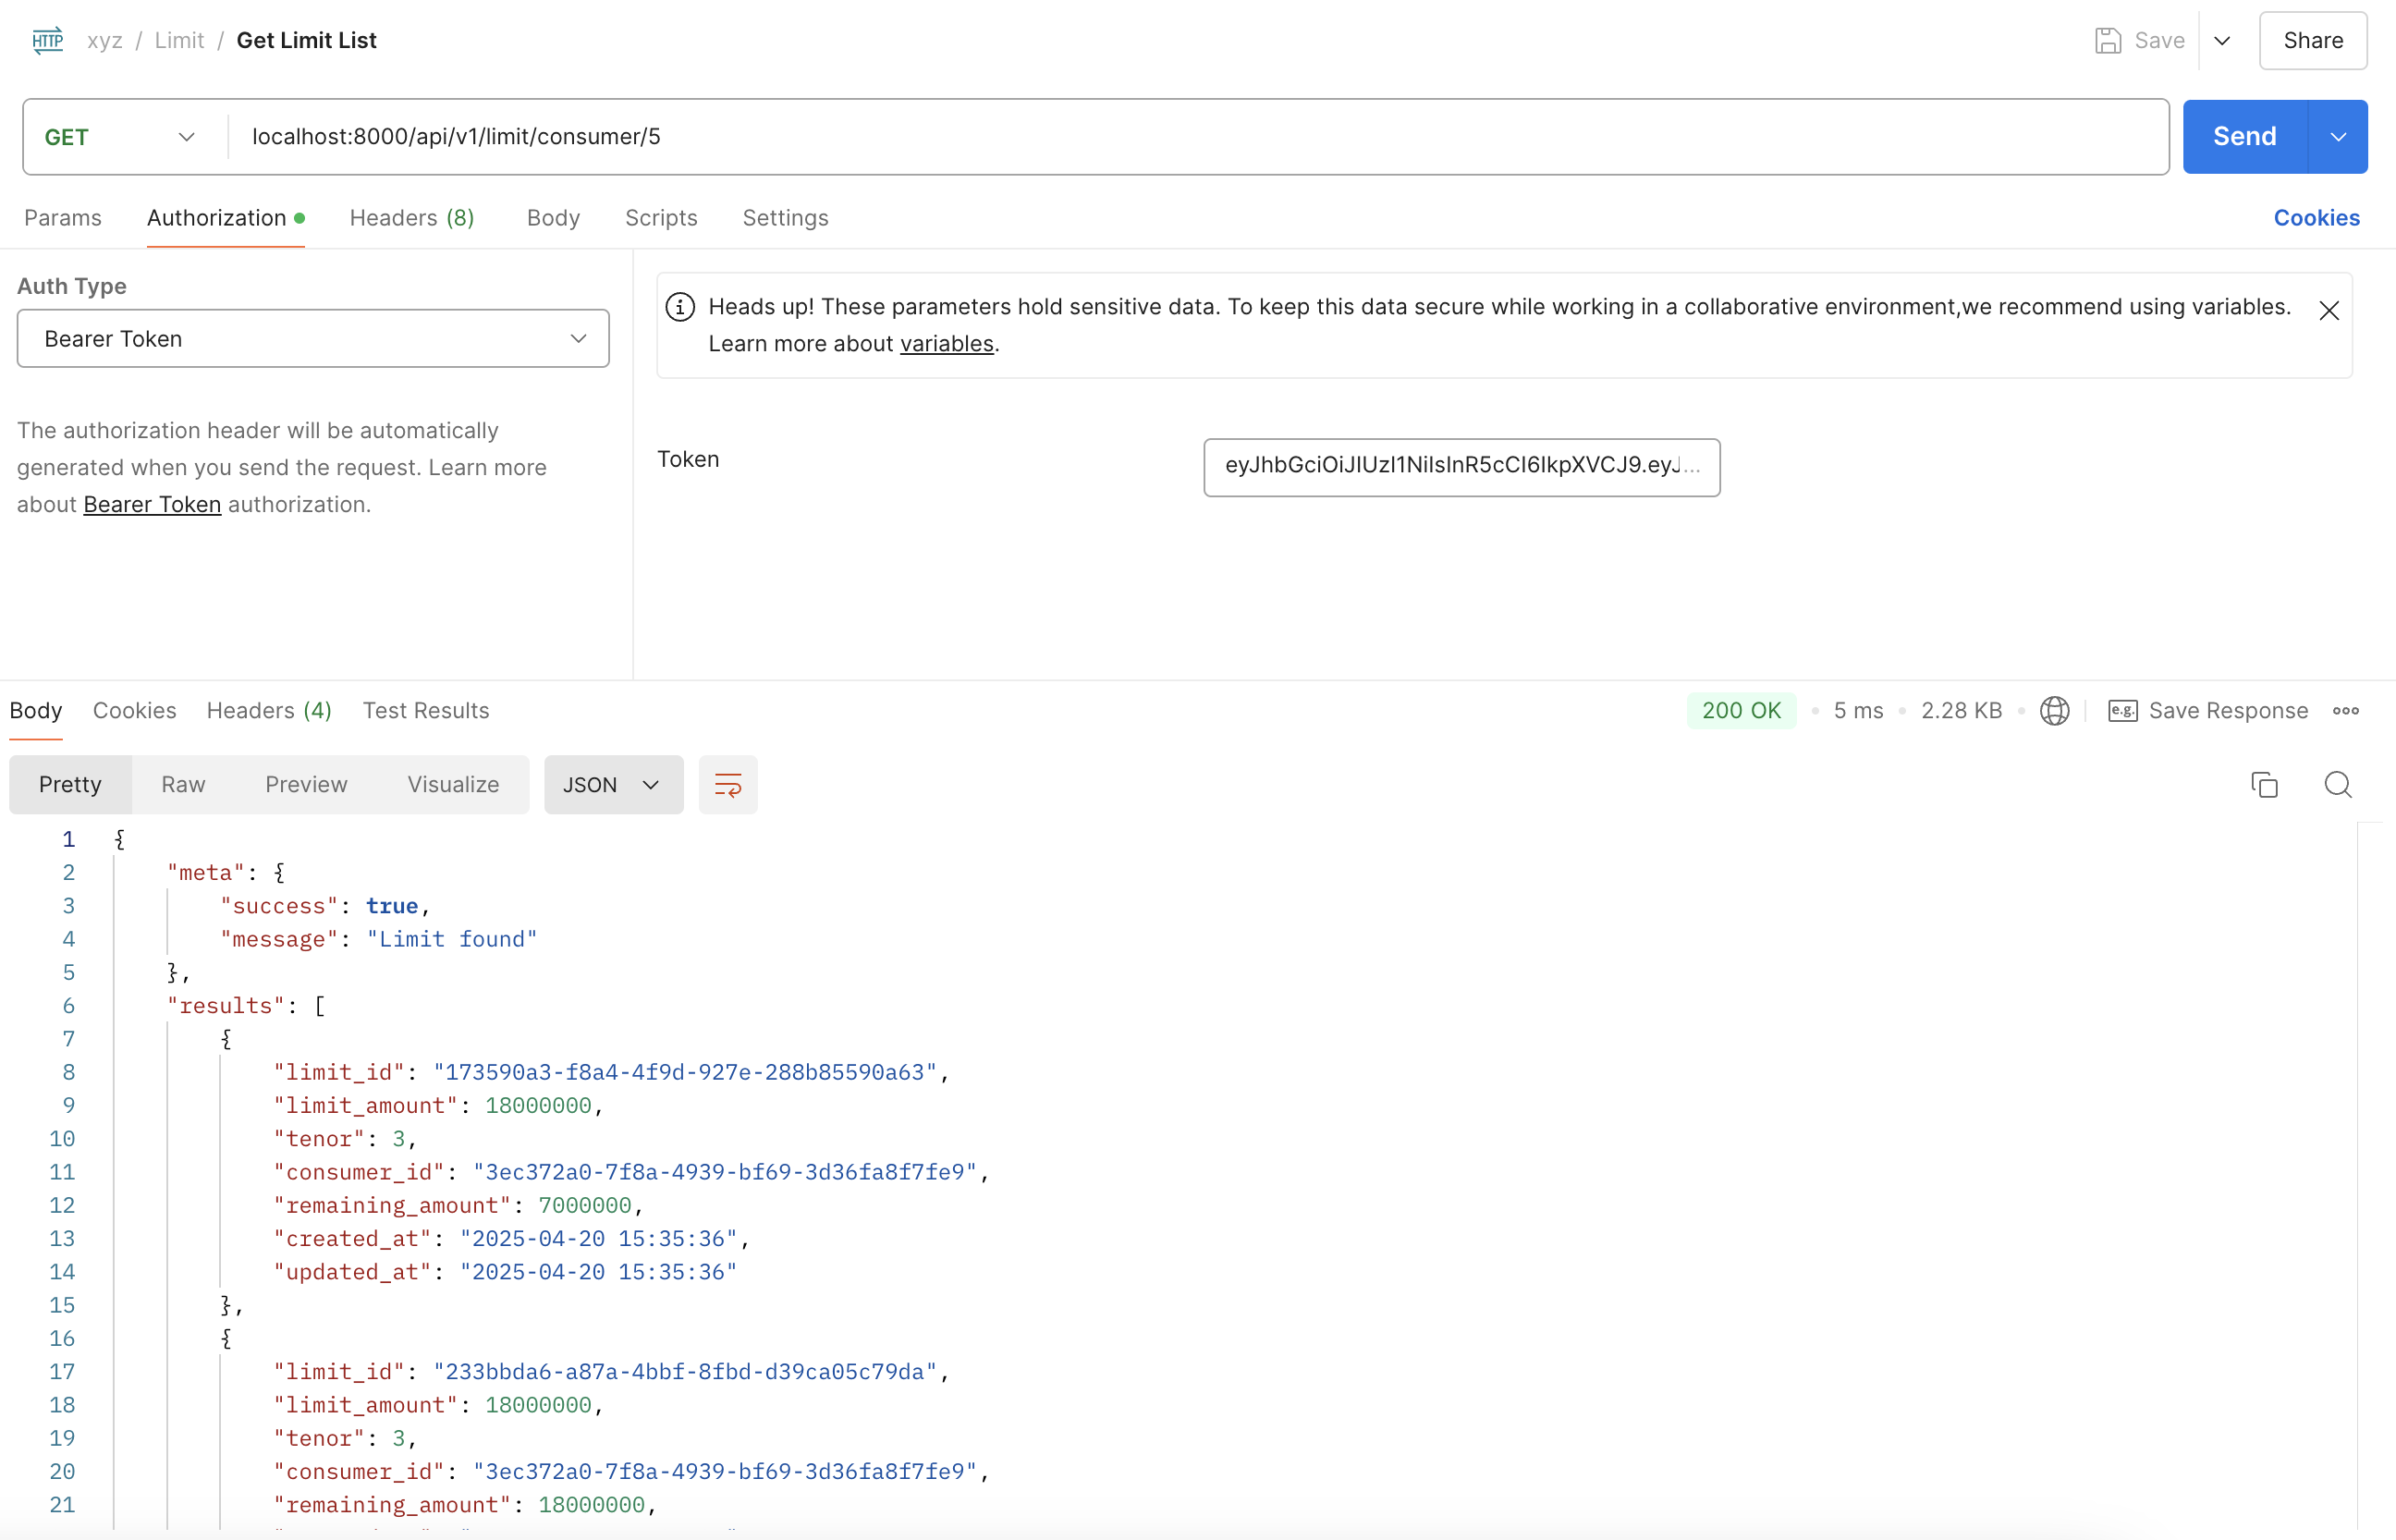 HTTP xyz / Limit / Get Limit List Save Share
GET localhost:8000/api/v1/limit/consumer/5 Send
Params Authorization Headers (8) Body Scripts Settings Cookies
Auth Type
Bearer Token
The authorization header will be automatically
generated when you send the request. Learn more
about Bearer Token authorization.
Heads up! These parameters hold sensitive data. To keep this data secure while working in a collaborative environment,we recommend using variables.
Learn more about variables.
Token eyJhbGciOiJIUzI1NiIsInR5cCI6IkpXVCJ9.eyJ...
Body Cookies Headers (4) Test Results 200 OK • 5 ms • 2.28 KB • e.g. Save Response
Pretty Raw Preview Visualize JSON
1 {
2 "meta": {
3 "success": true,
4 "message": "Limit found"
5 },
6 "results": [
7 {
8 "limit_id": "173590a3-f8a4-4f9d-927e-288b85590a63",
9 "limit_amount": 18000000,
10 "tenor": 3,
11 "consumer_id": "3ec372a0-7f8a-4939-bf69-3d36fa8f7fe9",
12 "remaining_amount": 7000000,
13 "created_at": "2025-04-20 15:35:36",
14 "updated_at": "2025-04-20 15:35:36"
15 },
16 {
17 "limit_id": "233bbda6-a87a-4bbf-8fbd-d39ca05c79da",
18 "limit_amount": 18000000,
19 "tenor": 3,
20 "consumer_id": "3ec372a0-7f8a-4939-bf69-3d36fa8f7fe9",
21 "remaining_amount": 18000000,